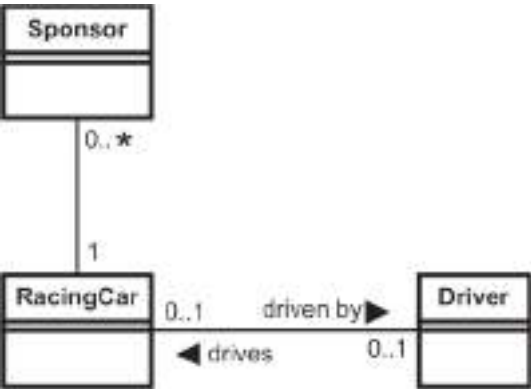 Sponsor
0..*
1
RacingCar
0..1
driven by▶
Driver
◀drives
0..1